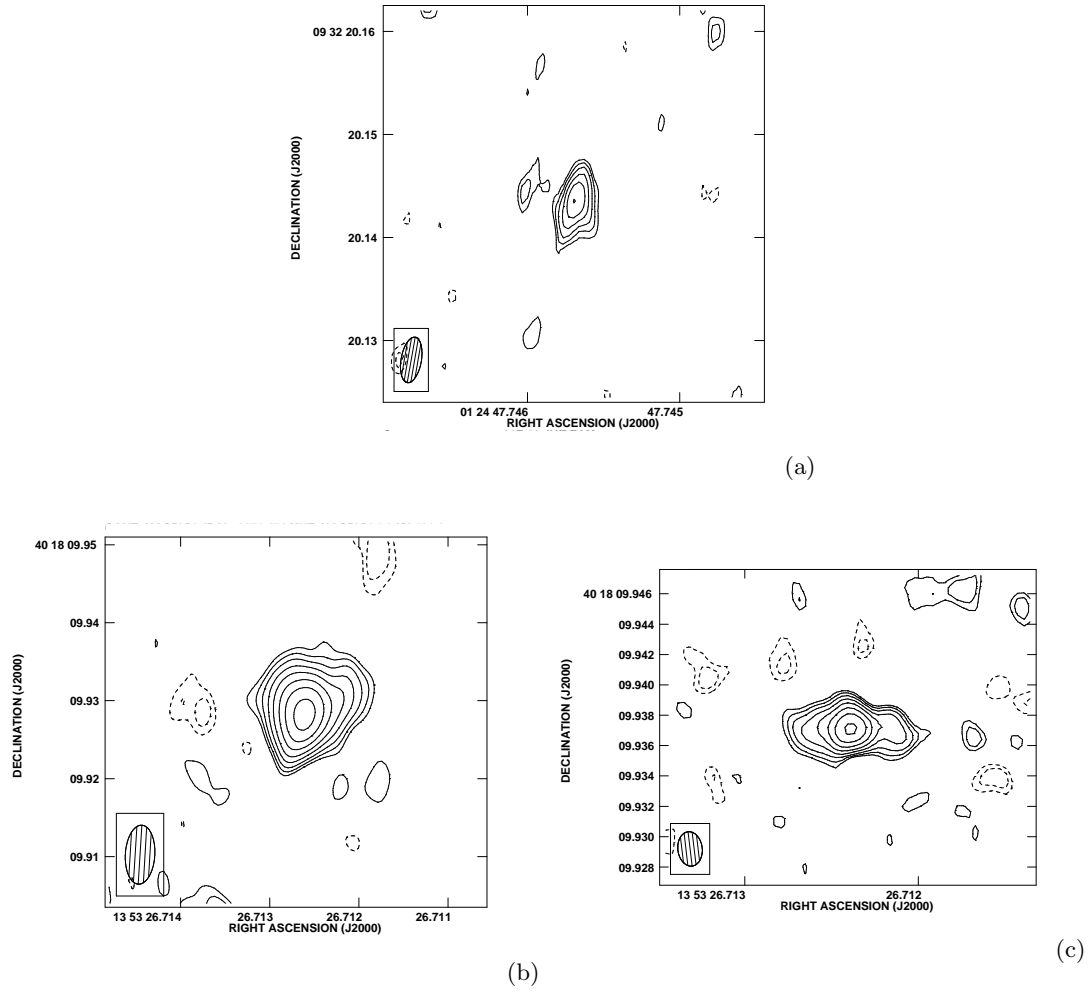 09 32 20.16
20.15
20.14
20.13
DECLINATION (J2000)
01 24 47.746
47.745
RIGHT ASCENSION (J2000)
(a)
40 18 09.95
09.94
09.93
09.92
09.91
DECLINATION (J2000)
13 53 26.714
26.713
26.712
26.711
RIGHT ASCENSION (J2000)
(b)
40 18 09.946
09.944
09.942
09.940
09.938
09.936
09.934
09.932
09.930
09.928
DECLINATION (J2000)
13 53 26.713
26.712
RIGHT ASCENSION (J2000)
(c)